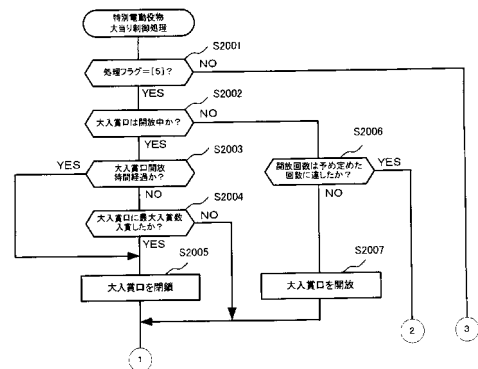 特別電動役物
大当り制御処理
S2001
処理フラグ=[5]?
NO
YES
S2002
大入賞口は開放中か?
NO
YES
S2003
YES
大入賞口開放
時間経過か?
NO
S2006
開放回数は予め定めた
回数に達したか?
YES
NO
S2004
大入賞口に最大入賞数
入賞したか?
NO
YES
S2005
大入賞口を閉鎖
S2007
大入賞口を開放
1
2
3